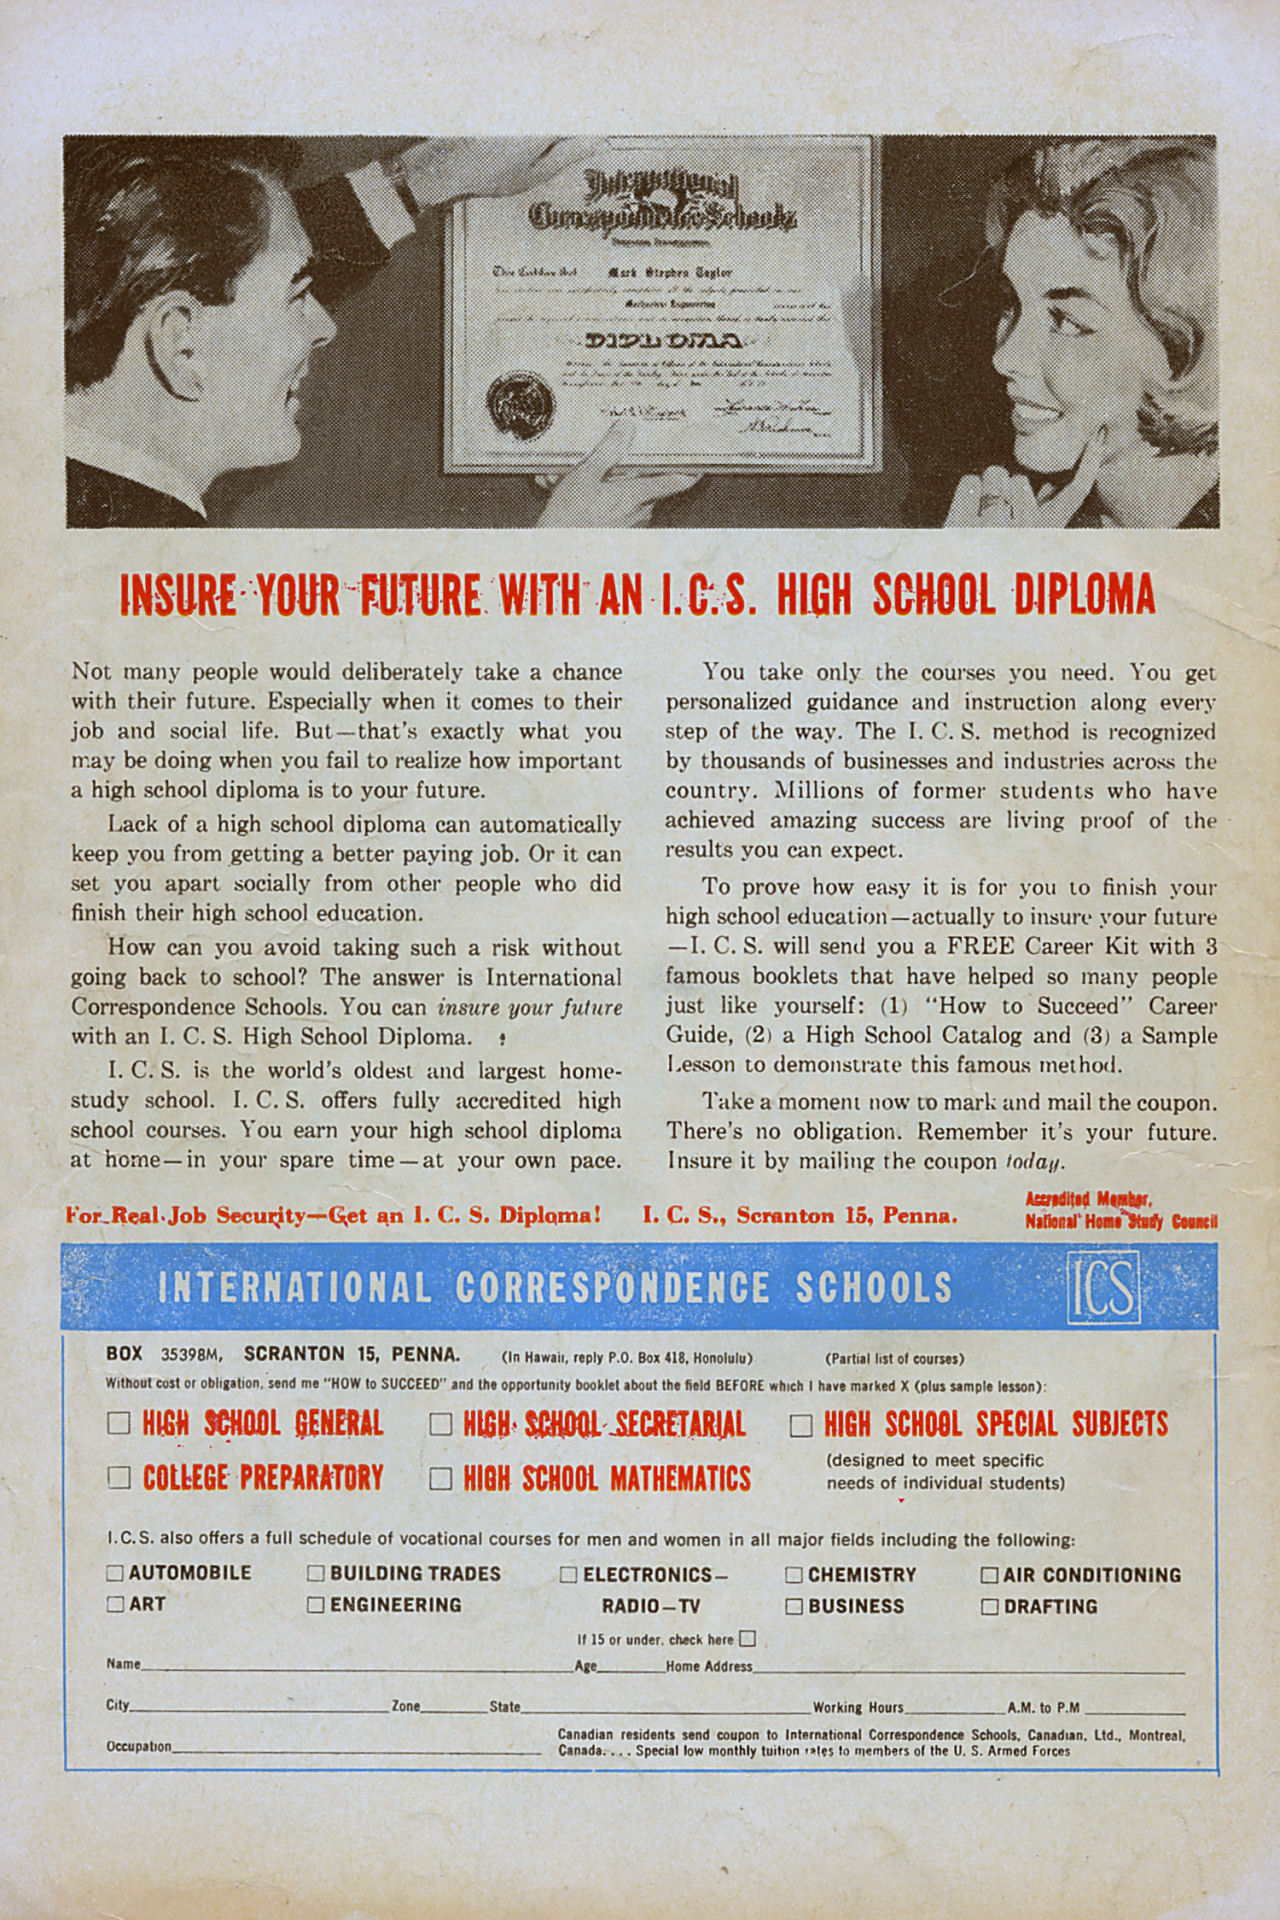 International
Correspondence Schools
This Certifies that Mark Stephen Taylor
Mechanical Engineering
DIPLOMA
INSURE YOUR FUTURE WITH AN I.C.S. HIGH SCHOOL DIPLOMA
Not many people would deliberately take a chance
with their future. Especially when it comes to their
job and social life. But—that's exactly what you
may be doing when you fail to realize how important
a high school diploma is to your future.
Lack of a high school diploma can automatically
keep you from getting a better paying job. Or it can
set you apart socially from other people who did
finish their high school education.
How can you avoid taking such a risk without
going back to school? The answer is International
Correspondence Schools. You can insure your future
with an I. C. S. High School Diploma.
I. C. S. is the world's oldest and largest home-
study school. I. C. S. offers fully accredited high
school courses. You earn your high school diploma
at home—in your spare time—at your own pace.
You take only the courses you need. You get
personalized guidance and instruction along every
step of the way. The I. C. S. method is recognized
by thousands of businesses and industries across the
country. Millions of former students who have
achieved amazing success are living proof of the
results you can expect.
To prove how easy it is for you to finish your
high school education—actually to insure your future
—I. C. S. will send you a FREE Career Kit with 3
famous booklets that have helped so many people
just like yourself: (1) "How to Succeed" Career
Guide, (2) a High School Catalog and (3) a Sample
Lesson to demonstrate this famous method.
Take a moment now to mark and mail the coupon.
There's no obligation. Remember it's your future.
Insure it by mailing the coupon today.
For Real Job Security—Get an I. C. S. Diploma! I. C. S., Scranton 15, Penna.
Accredited Member,
National Home Study Council
INTERNATIONAL CORRESPONDENCE SCHOOLS ICS
BOX 35398M, SCRANTON 15, PENNA. (In Hawaii, reply P.O. Box 418, Honolulu) (Partial list of courses)
Without cost or obligation, send me "HOW to SUCCEED" and the opportunity booklet about the field BEFORE which I have marked X (plus sample lesson):
HIGH SCHOOL GENERAL HIGH SCHOOL SECRETARIAL HIGH SCHOOL SPECIAL SUBJECTS
(designed to meet specific
COLLEGE PREPARATORY HIGH SCHOOL MATHEMATICS needs of individual students)
I.C.S. also offers a full schedule of vocational courses for men and women in all major fields including the following:
AUTOMOBILE BUILDING TRADES ELECTRONICS— CHEMISTRY AIR CONDITIONING
ART ENGINEERING RADIO—TV BUSINESS DRAFTING
If 15 or under, check here
Name Age Home Address
City Zone State Working Hours A.M. to P.M
Occupation
Canadian residents send coupon to International Correspondence Schools, Canadian, Ltd., Montreal,
Canada. . . . Special low monthly tuition rates to members of the U. S. Armed Forces